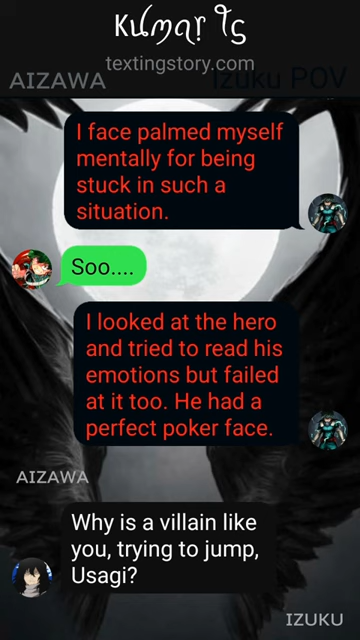 Kumar TS
textingstory.com
AIZAWA
Izuku POV
I face palmed myself
mentally for being
stuck in such a
situation.
Soo....
I looked at the hero
and tried to read his
emotions but failed
at it too. He had a
perfect poker face.
AIZAWA
Why is a villain like
you, trying to jump,
Usagi?
IZUKU